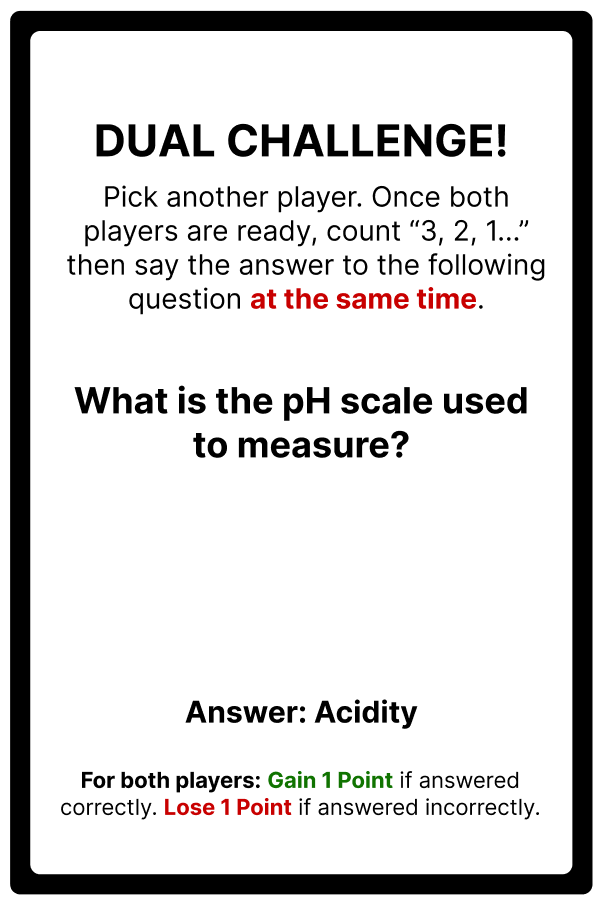 DUAL CHALLENGE!
Pick another player. Once both
players are ready, count “3, 2, 1...”
then say the answer to the following
question at the same time.
What is the pH scale used
to measure?
Answer: Acidity
For both players: Gain 1 Point if answered
correctly. Lose 1 Point if answered incorrectly.